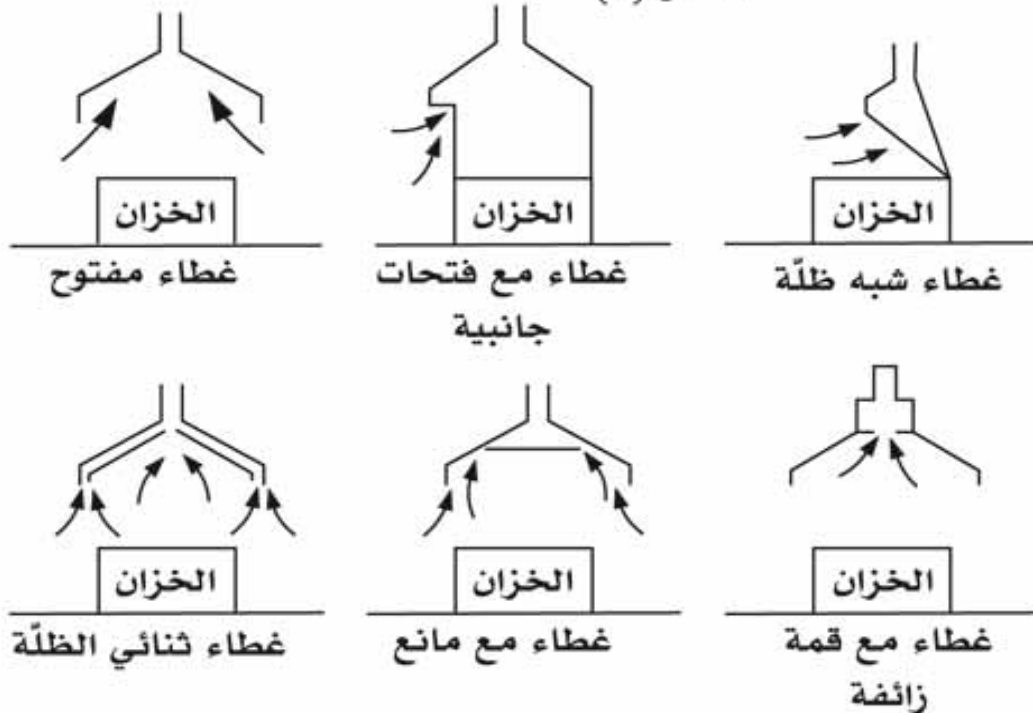 الخزان
الخزان
الخزان
غطاء مفتوح
غطاء مع فتحات
جانبية
غطاء شبه ظلّة
الخزان
الخزان
الخزان
غطاء ثنائي الظلّة
غطاء مع مانع
غطاء مع قمة
زائفة